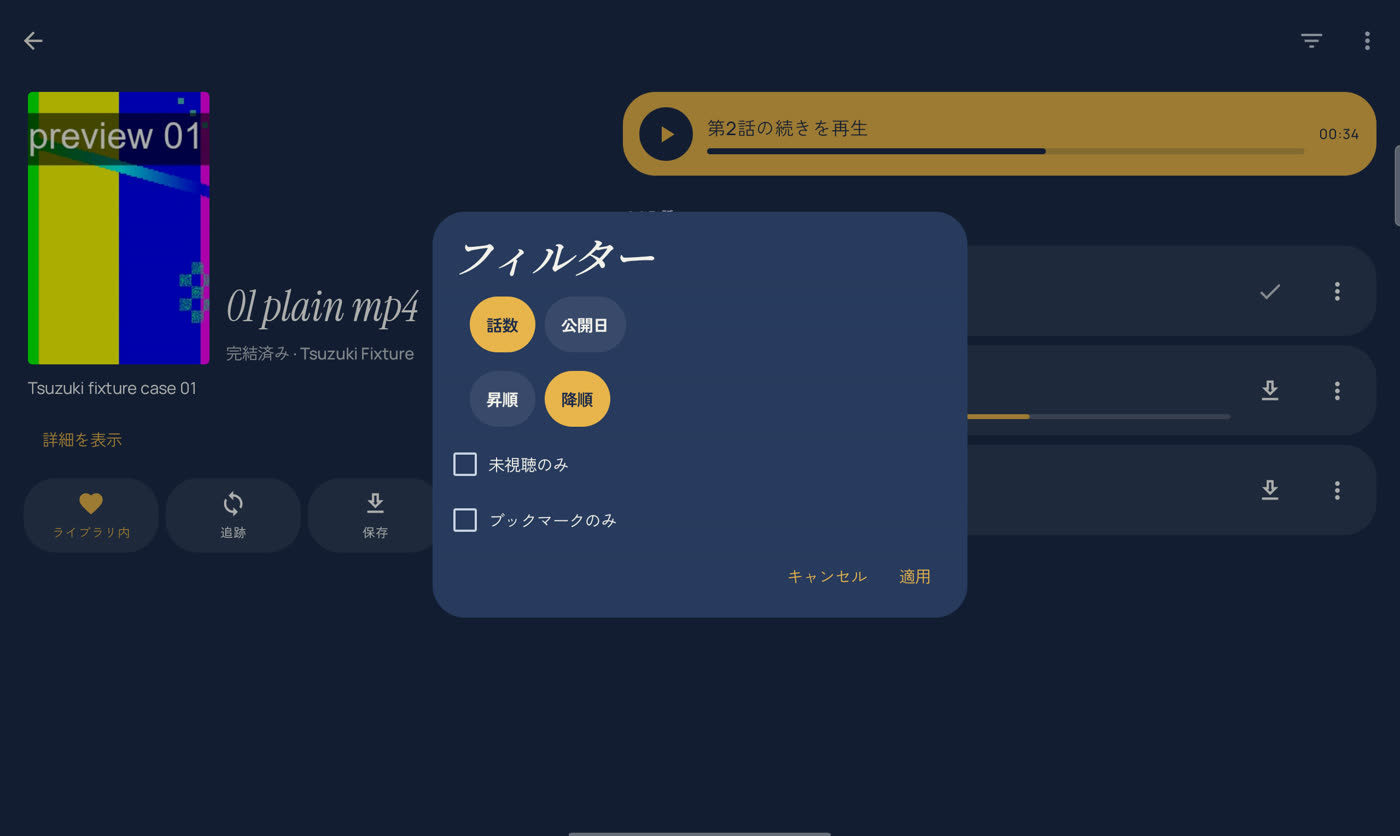 preview 01
01 plain mp4
完結済み · Tsuzuki Fixture
Tsuzuki fixture case 01
詳細を表示
ライブラリ内
追跡
保存
第2話の続きを再生
00:34
フィルター
話数
公開日
昇順
降順
未視聴のみ
ブックマークのみ
キャンセル
適用